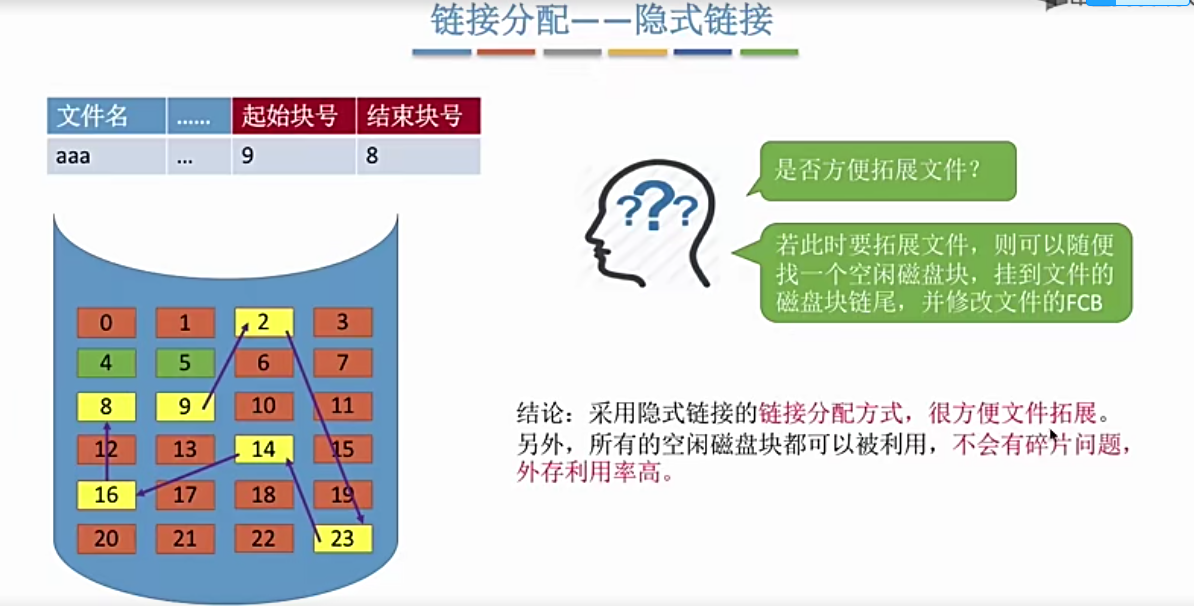 链接分配——隐式链接
文件名 …… 起始块号 结束块号
aaa … 9 8
是否方便拓展文件？
若此时要拓展文件，则可以随便
找一个空闲磁盘块，挂到文件的
磁盘块链尾，并修改文件的FCB
? ? ?
0 1 2 3
4 5 6 7
8 9 10 11
12 13 14 15
16 17 18 19
20 21 22 23
结论：采用隐式链接的链接分配方式，很方便文件拓展。
另外，所有的空闲磁盘块都可以被利用，不会有碎片问题，
外存利用率高。